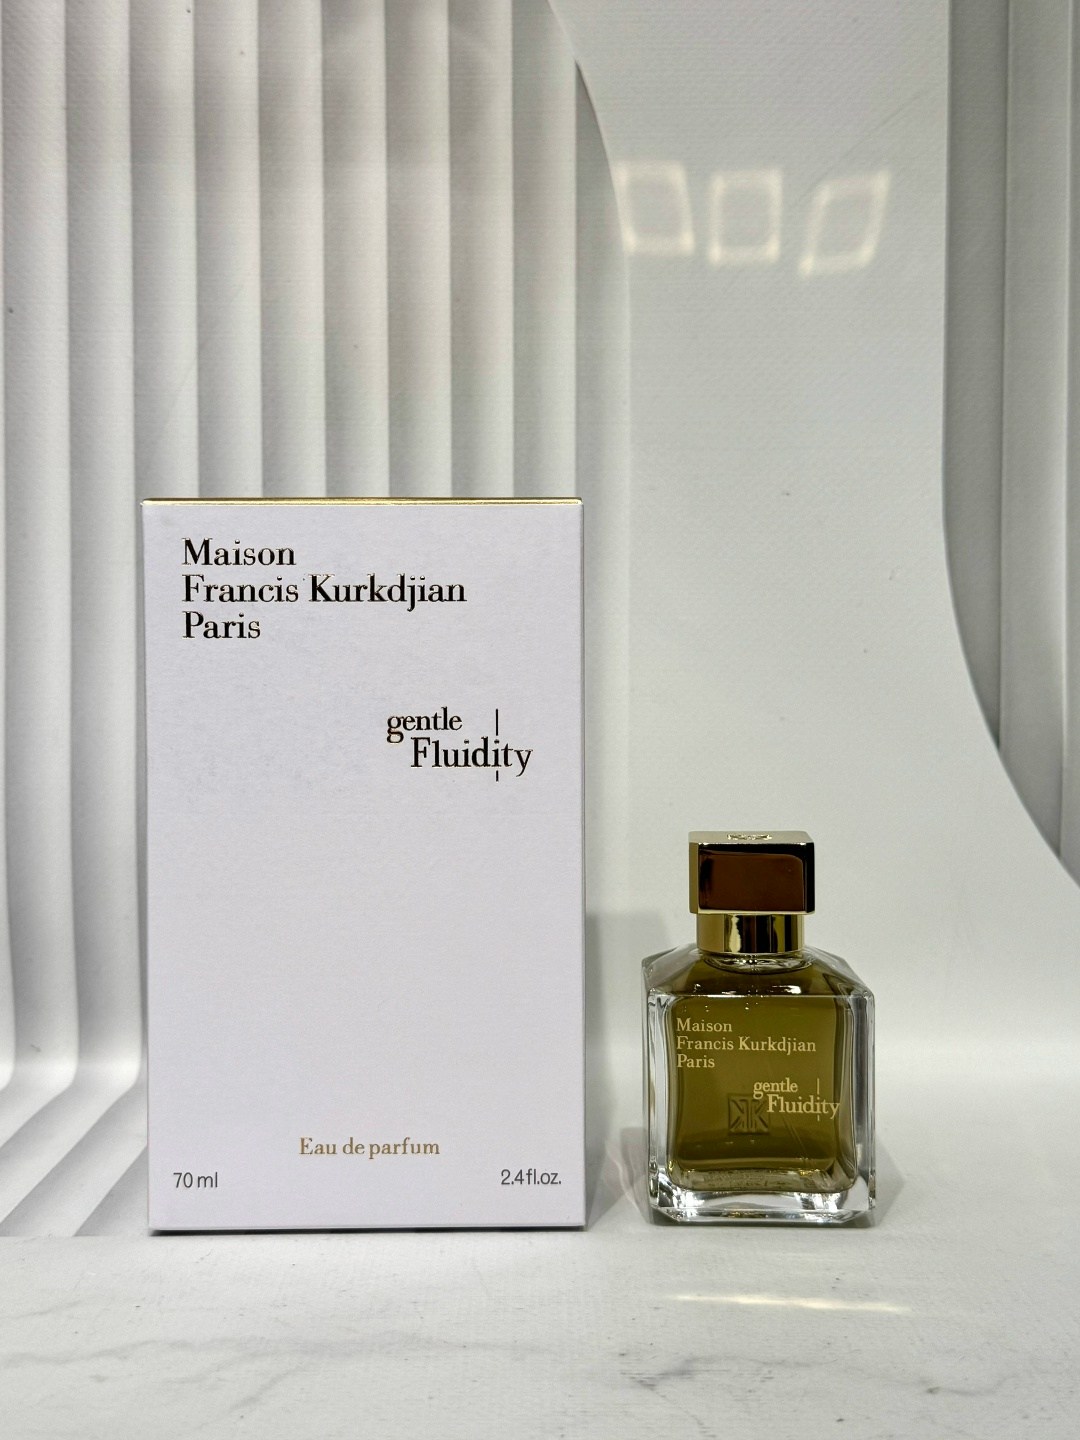 Maison
Francis Kurkdjian
Paris
gentle
Fluidity
Eau de parfum
70 ml
2.4 fl.oz.
Maison
Francis Kurkdjian
Paris
gentle
Fluidity